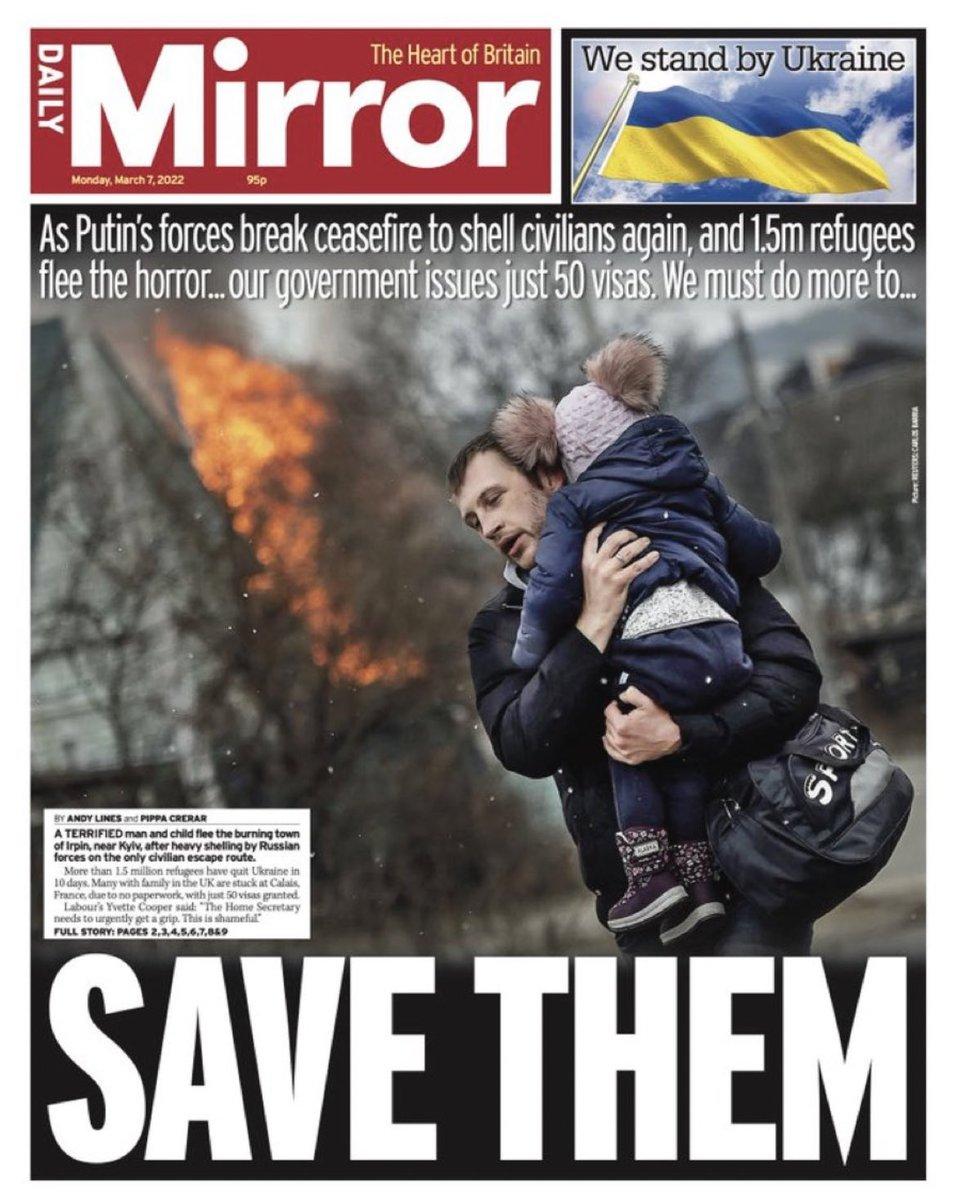 DAILY
Mirror
The Heart of Britain
Monday, March 7, 2022 95p
We stand by Ukraine
As Putin's forces break ceasefire to shell civilians again, and 1.5m refugees
flee the horror... our government issues just 50 visas. We must do more to...
Picture: REUTERS/CARLOS BARRIA
SPORT
ALASKA
BY ANDY LINES and PIPPA CRERAR
A TERRIFIED man and child flee the burning town
of Irpin, near Kyiv, after heavy shelling by Russian
forces on the only civilian escape route.
More than 1.5 million refugees have quit Ukraine in
10 days. Many with family in the UK are stuck at Calais,
France, due to no paperwork, with just 50 visas granted.
Labour's Yvette Cooper said: "The Home Secretary
needs to urgently get a grip. This is shameful."
FULL STORY: PAGES 2,3,4,5,6,7,8&9
SAVE THEM